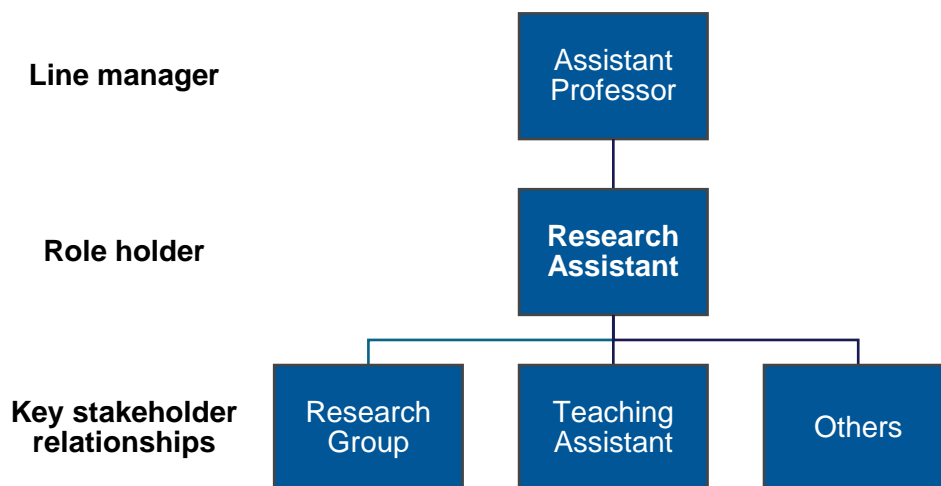 Line manager
Assistant
Professor
Role holder
Research
Assistant
Key stakeholder
relationships
Research
Group
Teaching
Assistant
Others